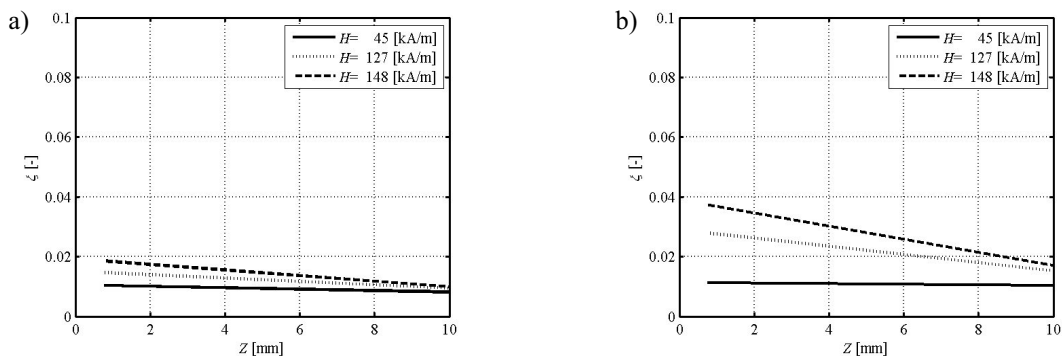 a)
0.1
0.08
0.06
0.04
0.02
0
ζ [-]
0 2 4 6 8 10
Z [mm]
H= 45 [kA/m]
H= 127 [kA/m]
H= 148 [kA/m]
b)
0.1
0.08
0.06
0.04
0.02
0
ζ [-]
0 2 4 6 8 10
Z [mm]
H= 45 [kA/m]
H= 127 [kA/m]
H= 148 [kA/m]